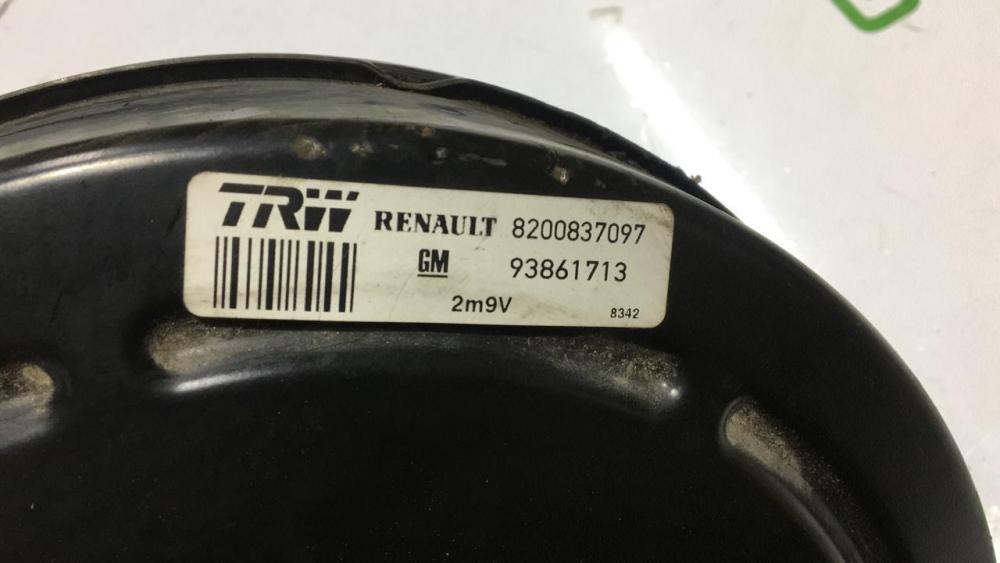 TRW RENAULT 8200837097
GM 93861713
2m9V 8342